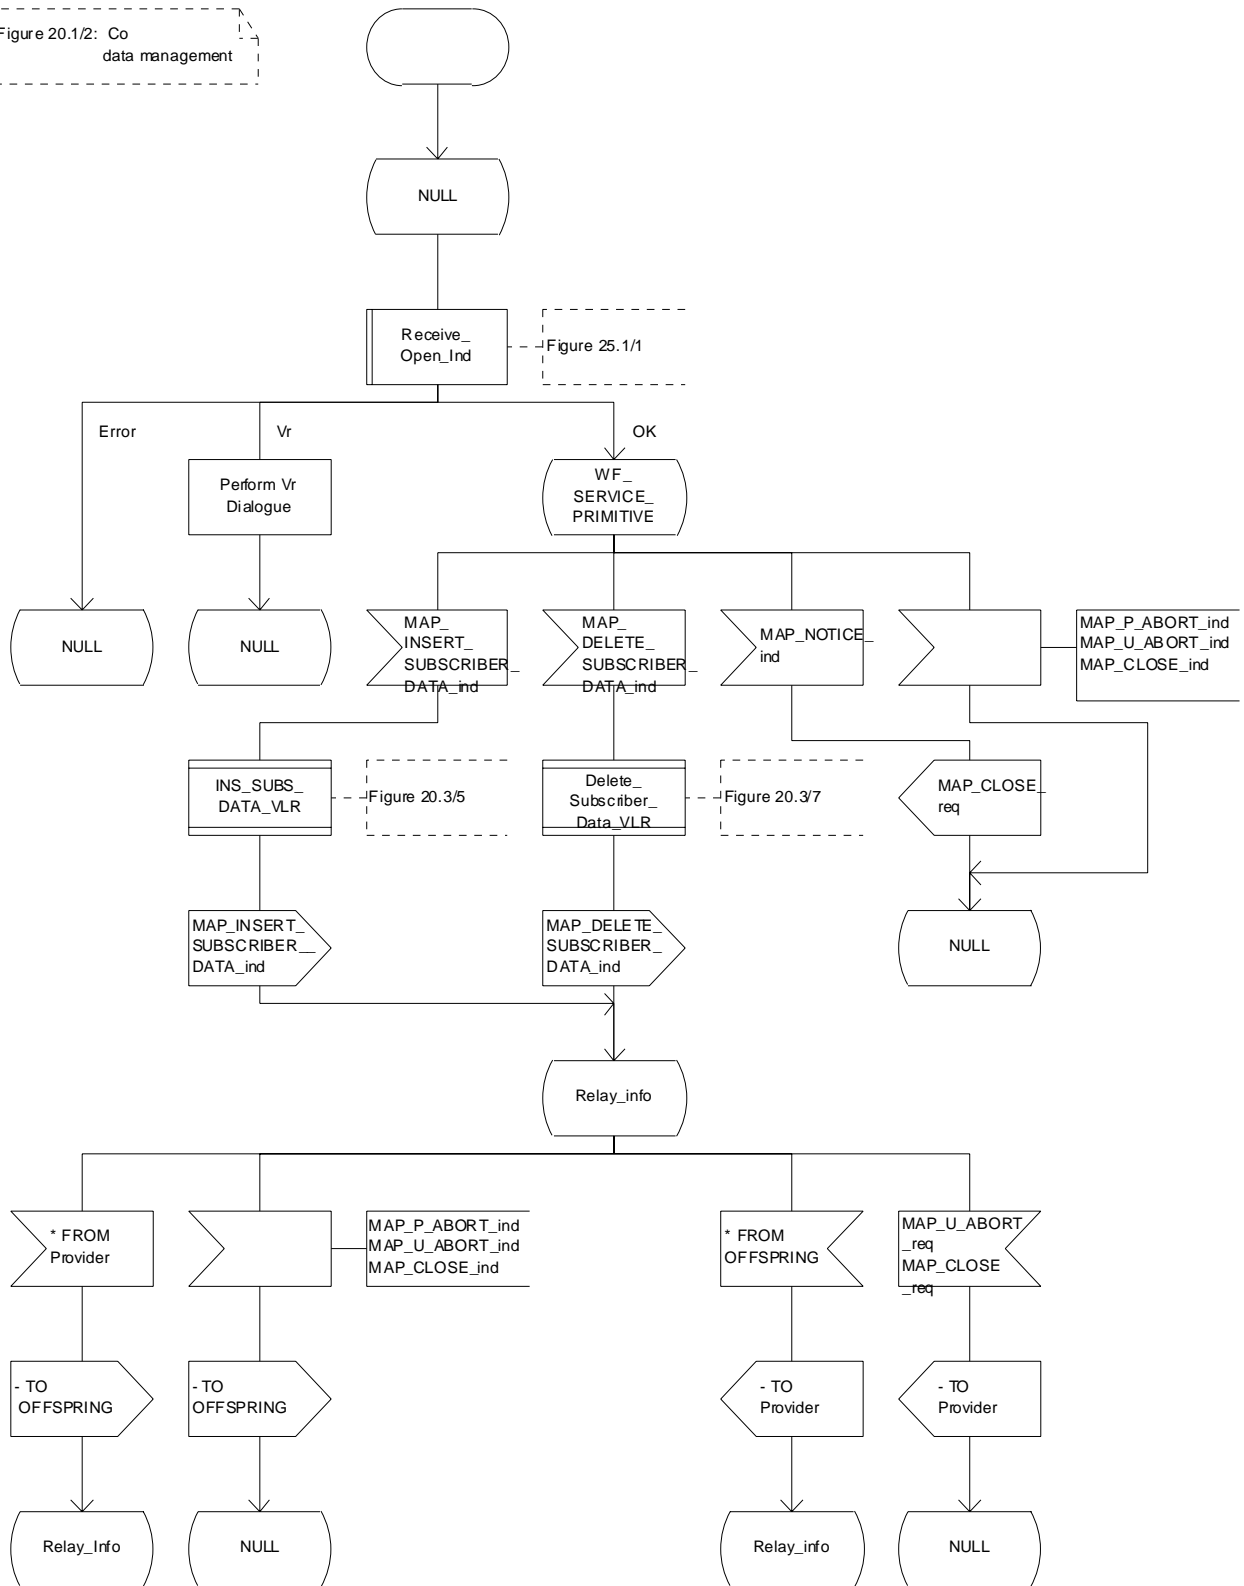 Figure 20.1/2: Co
data management
NULL
Receive_
Open_Ind
Figure 25.1/1
Error
Vr
OK
Perform Vr
Dialogue
WF_
SERVICE_
PRIMITIVE
NULL
NULL
MAP_
INSERT_
SUBSCRIBER_
DATA_ind
MAP_
DELETE_
SUBSCRIBER_
DATA_ind
MAP_NOTICE_
ind
MAP_P_ABORT_ind
MAP_U_ABORT_ind
MAP_CLOSE_ind
INS_SUBS_
DATA_VLR
Figure 20.3/5
Delete_
Subscriber_
Data_VLR
Figure 20.3/7
MAP_CLOSE_
req
MAP_INSERT_
SUBSCRIBER__
DATA_ind
MAP_DELETE_
SUBSCRIBER_
DATA_ind
NULL
Relay_info
* FROM
Provider
MAP_P_ABORT_ind
MAP_U_ABORT_ind
MAP_CLOSE_ind
* FROM
OFFSPRING
MAP_U_ABORT
_req
MAP_CLOSE
_req
- TO
OFFSPRING
- TO
OFFSPRING
- TO
Provider
- TO
Provider
Relay_Info
NULL
Relay_info
NULL